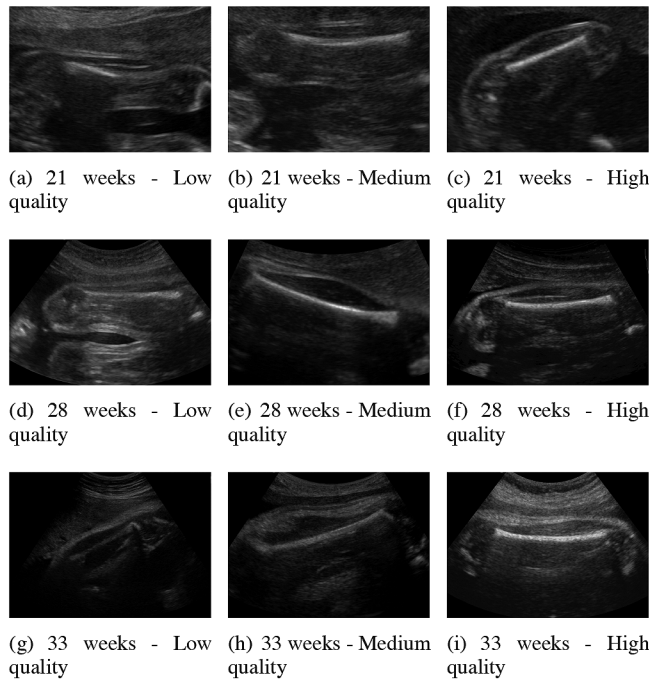 (a) 21 weeks - Low
quality
(b) 21 weeks - Medium
quality
(c) 21 weeks - High
quality
(d) 28 weeks - Low
quality
(e) 28 weeks - Medium
quality
(f) 28 weeks - High
quality
(g) 33 weeks - Low
quality
(h) 33 weeks - Medium
quality
(i) 33 weeks - High
quality